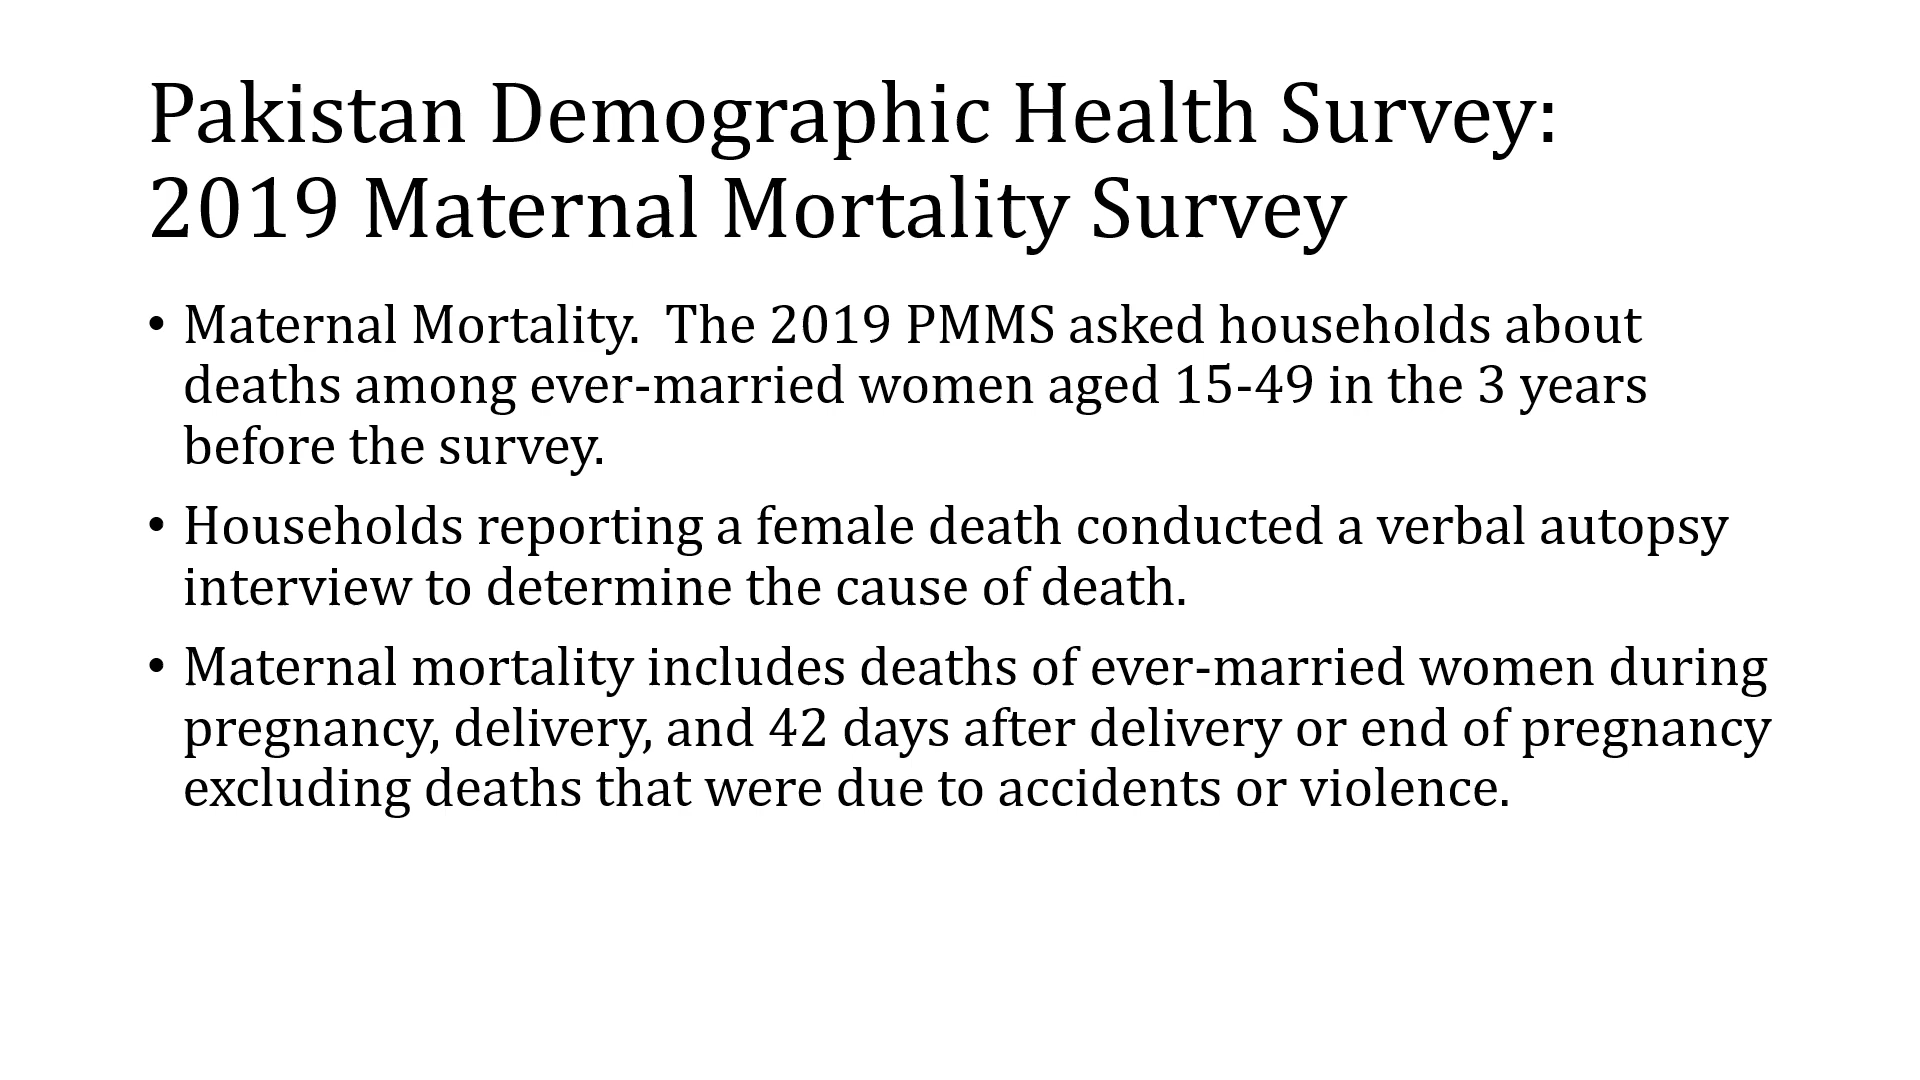 Pakistan Demographic Health Survey:
2019 Maternal Mortality Survey
• Maternal Mortality.  The 2019 PMMS asked households about
deaths among ever-married women aged 15-49 in the 3 years
before the survey.
• Households reporting a female death conducted a verbal autopsy
interview to determine the cause of death.
• Maternal mortality includes deaths of ever-married women during
pregnancy, delivery, and 42 days after delivery or end of pregnancy
excluding deaths that were due to accidents or violence.